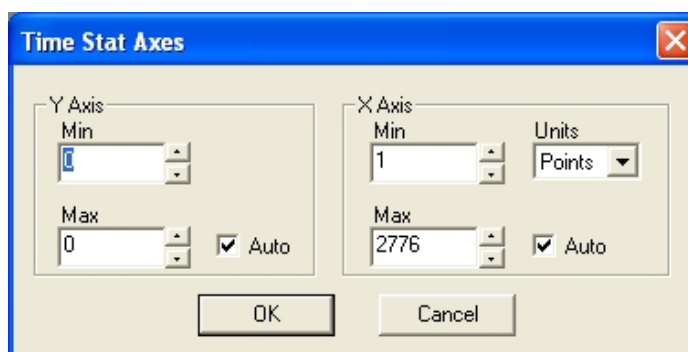 Time Stat Axes
Y Axis
Min
0
Max
0
Auto
X Axis
Min
1
Units
Points
Max
2776
Auto
OK
Cancel